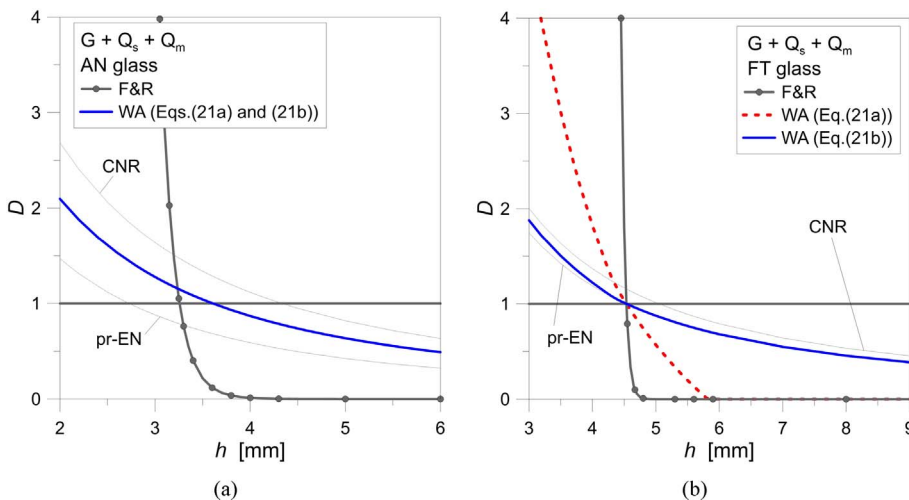 4
3
2
1
0
D
G + Qs + Qm
AN glass
F&R
WA (Eqs.(21a) and (21b))
CNR
pr-EN
2 3 4 5 6
h [mm]
(a)
4
3
2
1
0
D
G + Qs + Qm
FT glass
F&R
WA (Eq.(21a))
WA (Eq.(21b))
CNR
pr-EN
3 4 5 6 7 8 9
h [mm]
(b)